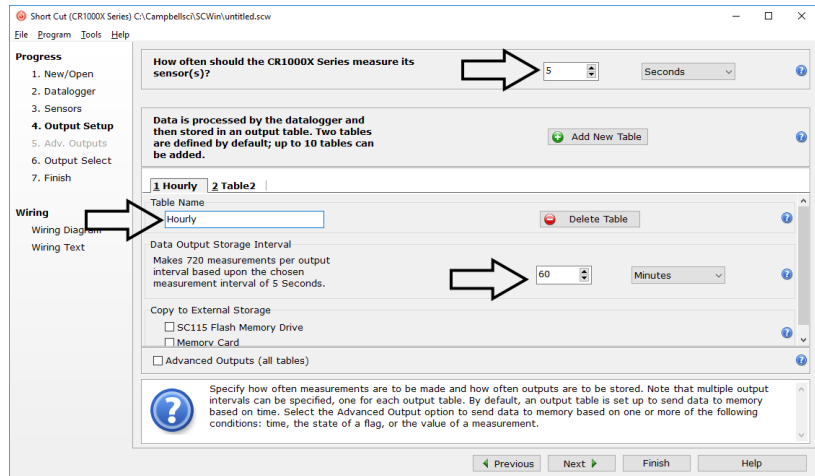 Short Cut (CR1000X Series) C:\Campbellsci\SCWin\untitled.scw
File Program Tools Help
Progress
1. New/Open
2. Datalogger
3. Sensors
4. Output Setup
5. Adv. Outputs
6. Output Select
7. Finish
Wiring
Wiring Diagram
Wiring Text
How often should the CR1000X Series measure its
sensor(s)?
5
Seconds
Data is processed by the datalogger and
then stored in an output table. Two tables
are defined by default; up to 10 tables can
be added.
Add New Table
1 Hourly 2 Table2
Table Name
Hourly
Delete Table
Data Output Storage Interval
Makes 720 measurements per output
interval based upon the chosen
measurement interval of 5 Seconds.
60
Minutes
Copy to External Storage
SC115 Flash Memory Drive
Memory Card
Advanced Outputs (all tables)
Specify how often measurements are to be made and how often outputs are to be stored. Note that multiple output
intervals can be specified, one for each output table. By default, an output table is set up to send data to memory
based on time. Select the Advanced Output option to send data to memory based on one or more of the following
conditions: time, the state of a flag, or the value of a measurement.
Previous Next Finish Help